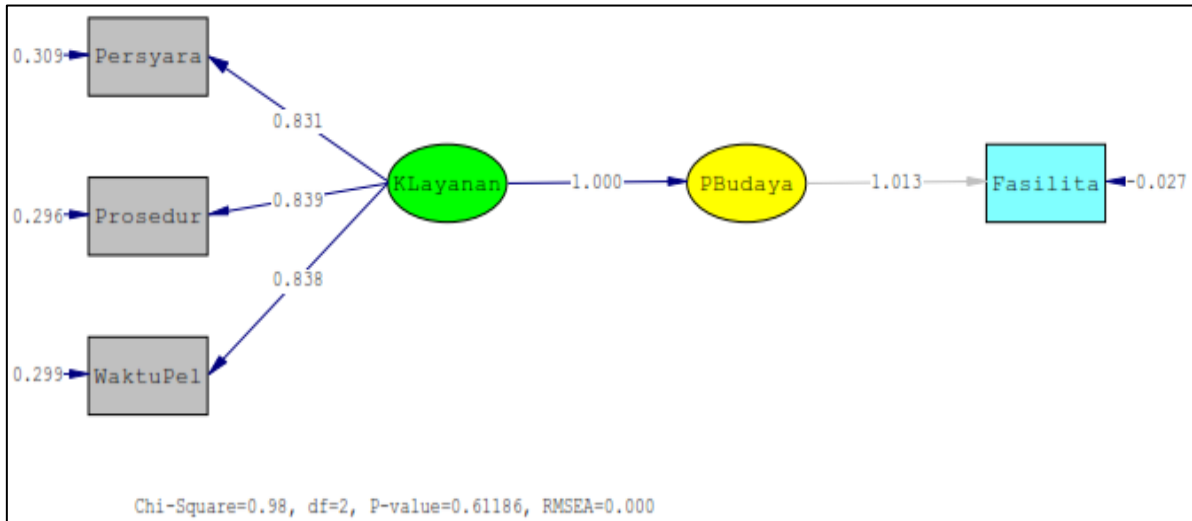 0.309 Persyara
0.831
0.296 Prosedur
0.839
KLayanan 1.000 PBudaya 1.013 Fasilita -0.027
0.838
0.299 WaktuPel
Chi-Square=0.98, df=2, P-value=0.61186, RMSEA=0.000